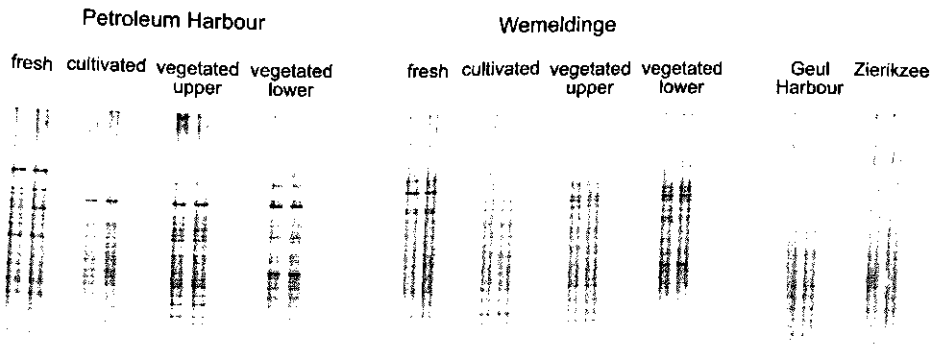 Petroleum Harbour
Wemeldinge
fresh cultivated vegetated upper vegetated lower
fresh cultivated vegetated upper vegetated lower
Geul Harbour Zierikzee